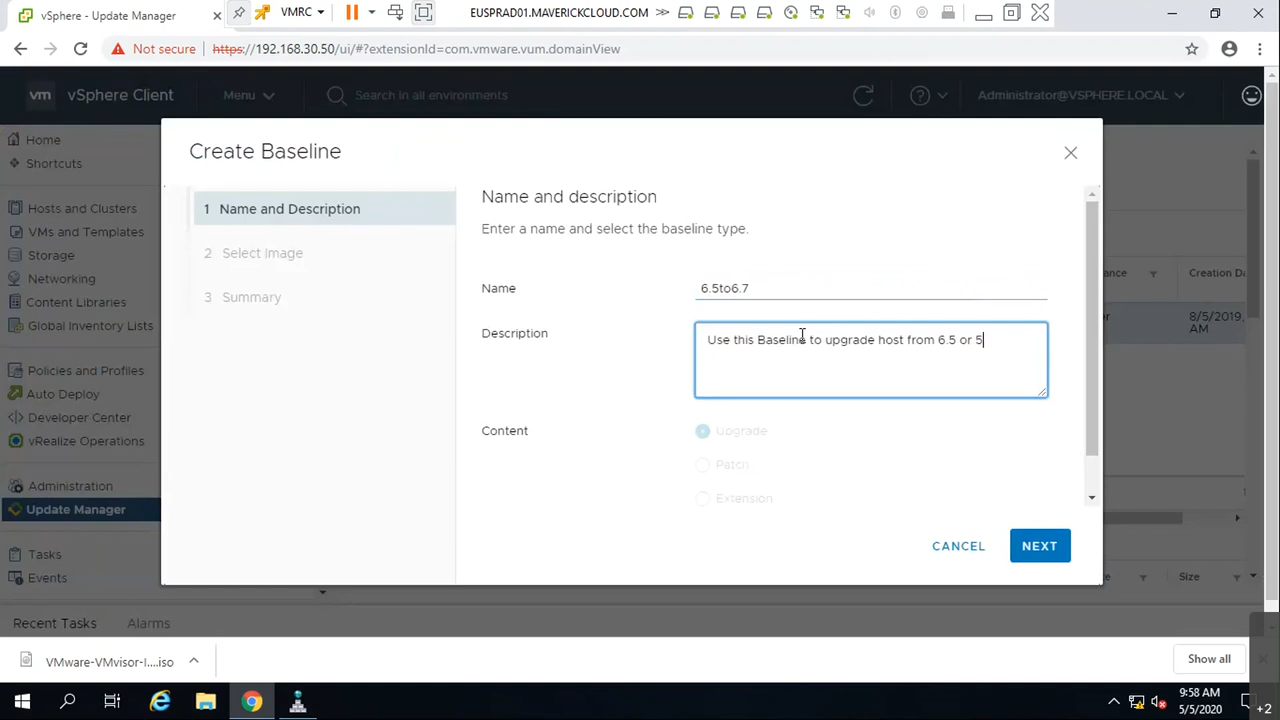 vSphere - Update Manager
VMRC
EUSPRAD01.MAVERICKCLOUD.COM
Not secure
https://192.168.30.50/ui/#?extensionId=com.vmware.vum.domainView
vm vSphere Client
Menu
Search in all environments
Administrator@VSPHERE.LOCAL
Home
Shortcuts
Hosts and Clusters
VMs and Templates
Storage
Networking
Content Libraries
Global Inventory Lists
Policies and Profiles
Auto Deploy
Developer Center
vRealize Operations
Administration
Update Manager
Tasks
Events
Create Baseline
1 Name and Description
2 Select Image
3 Summary
Name and description
Enter a name and select the baseline type.
Name
6.5to6.7
Description
Use this Baseline to upgrade host from 6.5 or 5
Content
Upgrade
Patch
Extension
CANCEL
NEXT
ance
Creation Da
8/5/2019,
AM
Size
Recent Tasks
Alarms
VMware-VMvisor-I....iso
Show all
9:58 AM
5/5/2020
+2